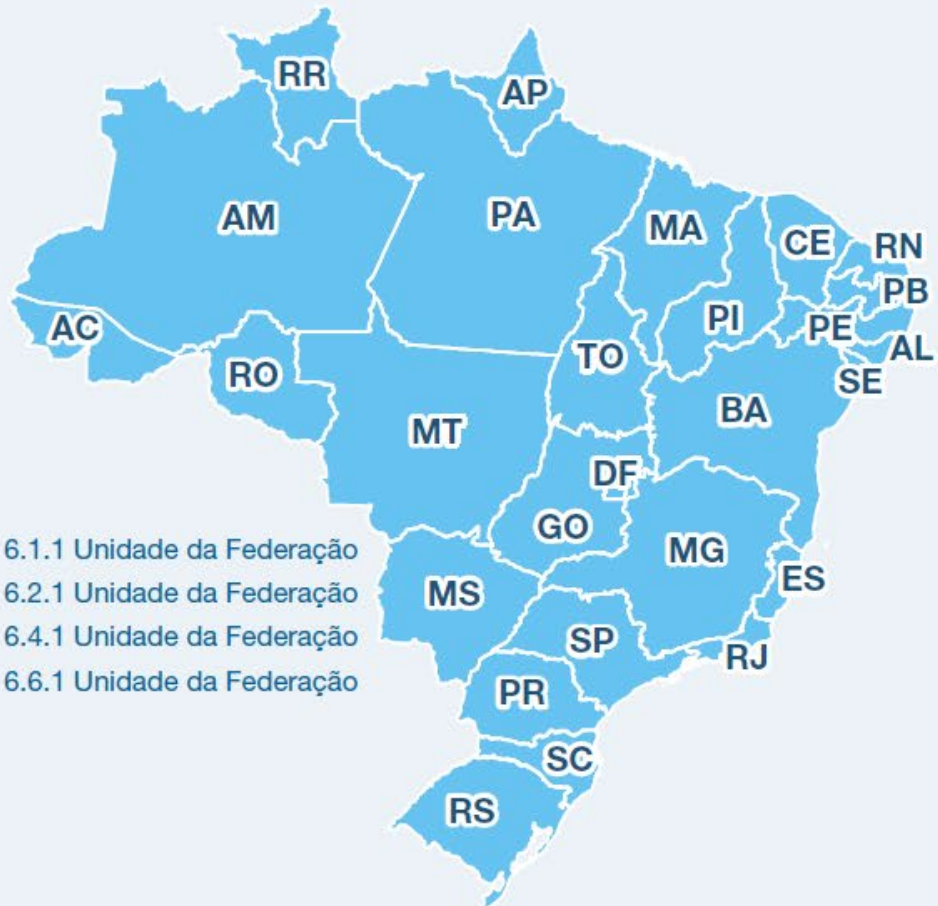 RR
AP
AM
PA
MA
CE
RN
PB
PI
PE
AC
AL
TO
RO
SE
BA
MT
DF
GO
6.1.1 Unidade da Federação
MG
ES
6.2.1 Unidade da Federação
MS
6.4.1 Unidade da Federação
SP
RJ
6.6.1 Unidade da Federação
PR
SC
RS